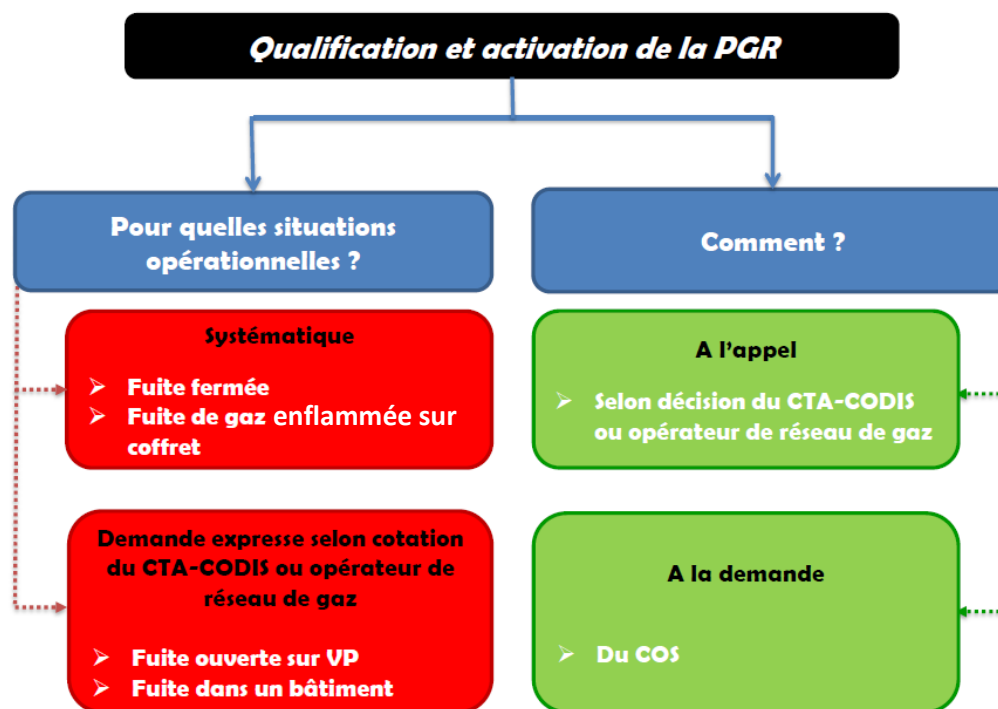 Qualification et activation de la PGR
Pour quelles situations
opérationnelles ?
Comment ?
Systématique
➢ Fuite fermée
➢ Fuite de gaz enflammée sur
coffret
A l’appel
➢ Selon décision du CTA-CODIS
ou opérateur de réseau de gaz
Demande expresse selon cotation
du CTA-CODIS ou opérateur de
réseau de gaz
➢ Fuite ouverte sur VP
➢ Fuite dans un bâtiment
A la demande
➢ Du COS